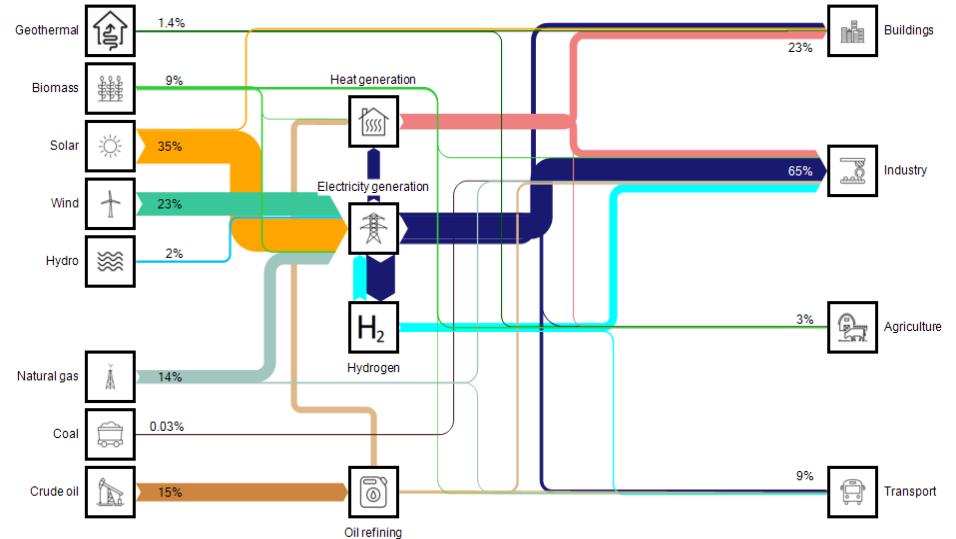 Geothermal
1.4%
Buildings
23%
Biomass
9%
Heat generation
Solar
35%
Industry
65%
Electricity generation
Wind
23%
Hydro
2%
H2
Hydrogen
3%
Agriculture
Natural gas
14%
Coal
0.03%
Crude oil
15%
Oil refining
9%
Transport